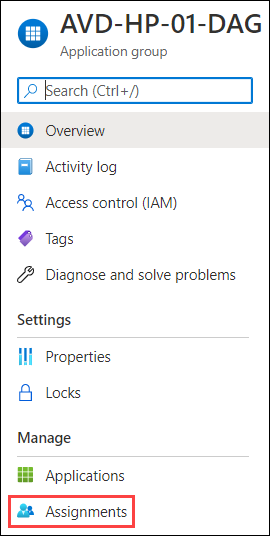 AVD-HP-01-DAG
Application group
Search (Ctrl+/)
Overview
Activity log
Access control (IAM)
Tags
Diagnose and solve problems
Settings
Properties
Locks
Manage
Applications
Assignments